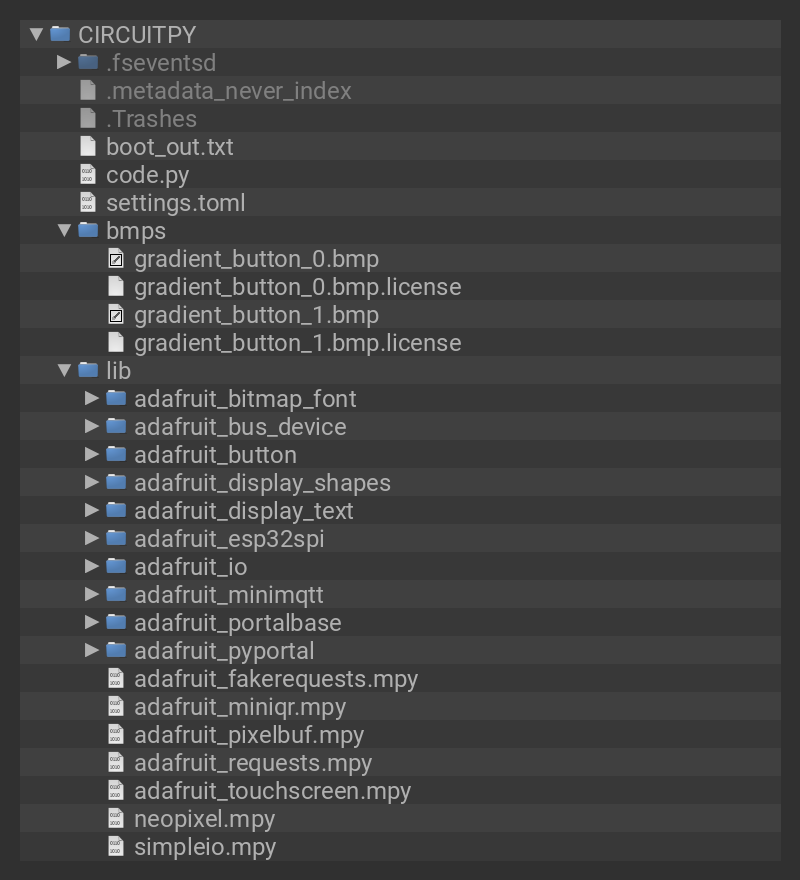 CIRCUITPY
.fseventsd
.metadata_never_index
.Trashes
boot_out.txt
code.py
settings.toml
bmps
gradient_button_0.bmp
gradient_button_0.bmp.license
gradient_button_1.bmp
gradient_button_1.bmp.license
lib
adafruit_bitmap_font
adafruit_bus_device
adafruit_button
adafruit_display_shapes
adafruit_display_text
adafruit_esp32spi
adafruit_io
adafruit_minimqtt
adafruit_portalbase
adafruit_pyportal
adafruit_fakerequests.mpy
adafruit_miniqr.mpy
adafruit_pixelbuf.mpy
adafruit_requests.mpy
adafruit_touchscreen.mpy
neopixel.mpy
simpleio.mpy